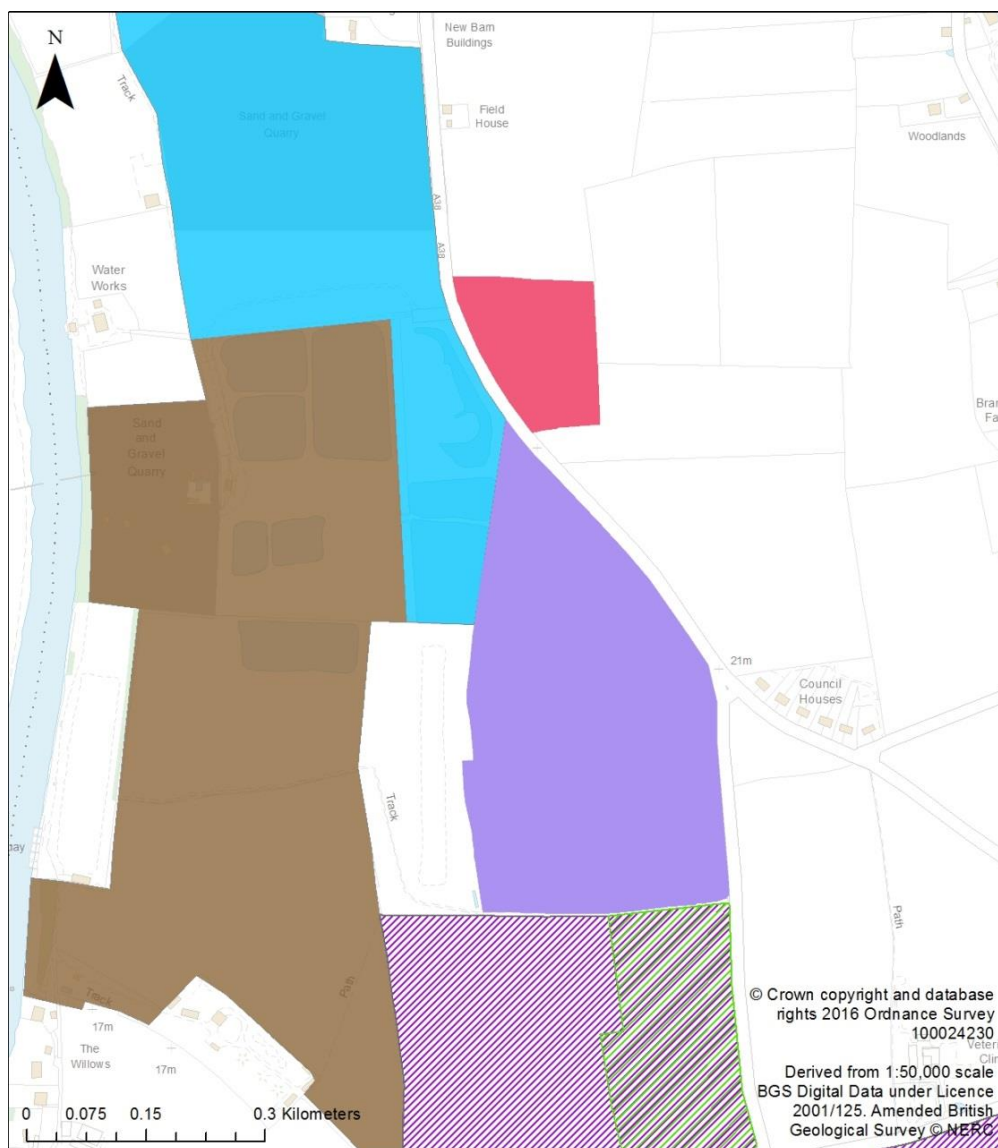 N
New Barn
Buildings
Track
Sand and Gravel
Quarry
Field
House
Woodlands
A38
A38
Water
Works
Sand
and
Gravel
Quarry
21m
Council
Houses
Track
Path
Path
Track
17m
The
Willows
17m
© Crown copyright and database
rights 2016 Ordnance Survey
100024230
Derived from 1:50,000 scale
BGS Digital Data under Licence
2001/125. Amended British
Geological Survey © NERC
0 0.075 0.15 0.3 Kilometers